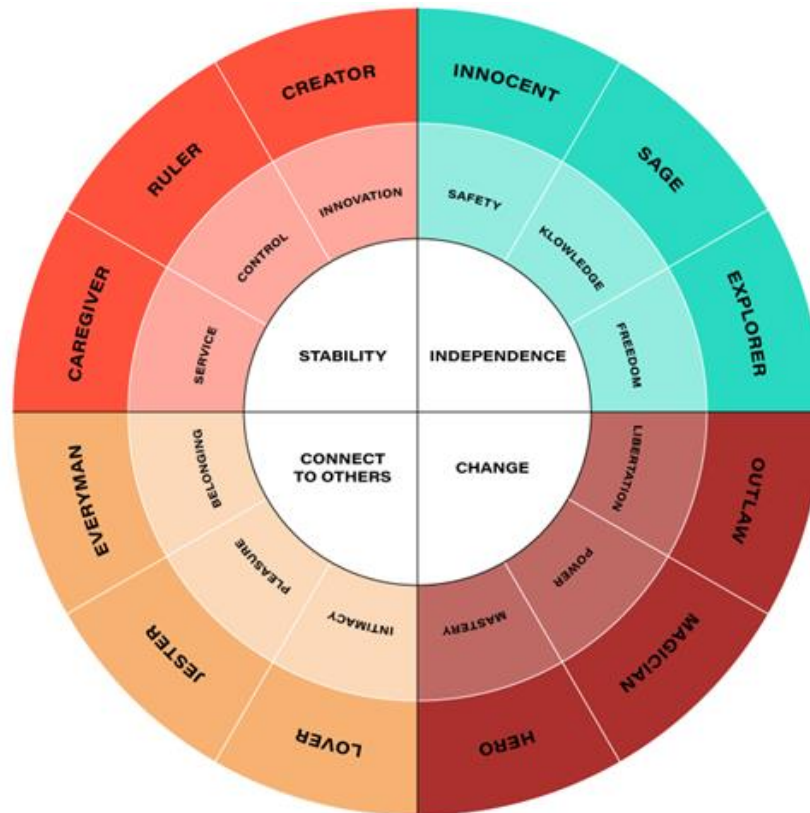 CREATOR
INNOCENT
RULER
SAGE
CAREGIVER
EXPLORER
INNOVATION
SAFETY
CONTROL
KLOWLEDGE
SERVICE
FREEDOM
STABILITY
INDEPENDENCE
CONNECT
TO OTHERS
CHANGE
BELONGING
LIBERTATION
PLEASURE
POWER
INTIMACY
MASTERY
EVERYMAN
OUTLAW
JESTER
MAGICIAN
LOVER
HERO